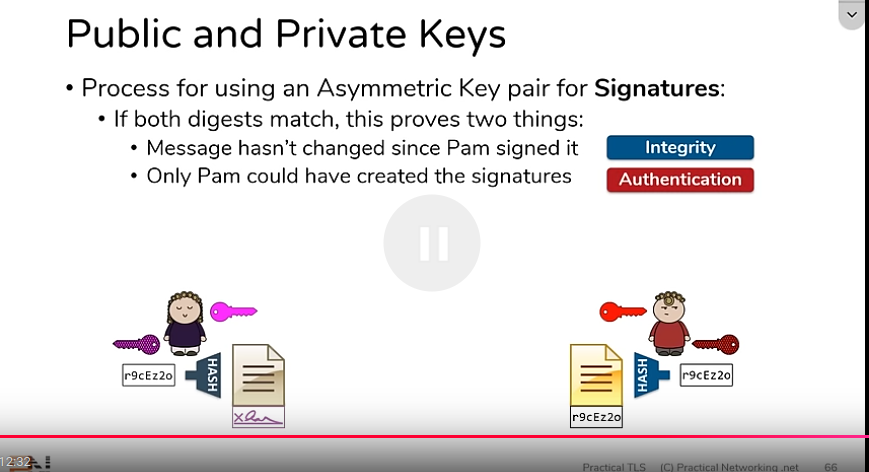 Public and Private Keys
• Process for using an Asymmetric Key pair for Signatures:
• If both digests match, this proves two things:
• Message hasn't changed since Pam signed it
Integrity
• Only Pam could have created the signatures
Authentication
r9cEz2o
HASH
HASH
r9cEz2o
r9cEz2o
12:32
Practical TLS (C) Practical Networking .net 66